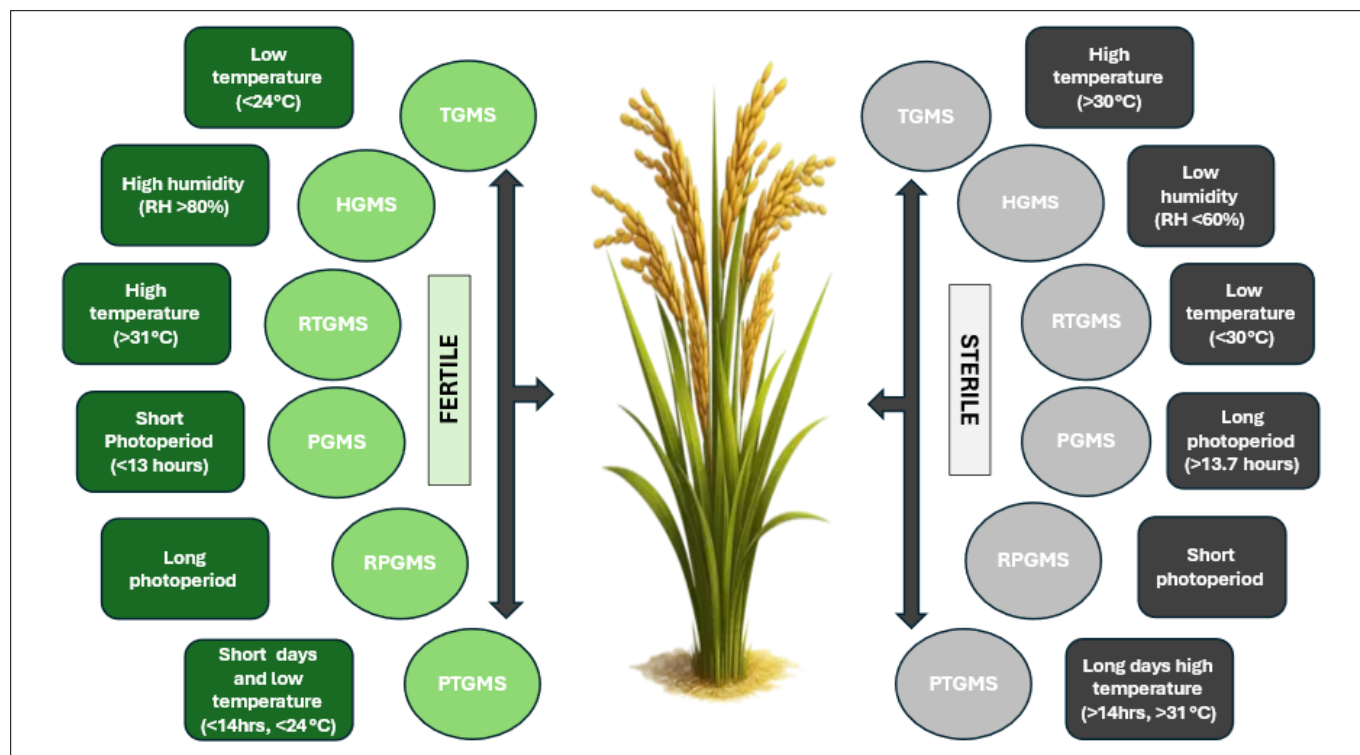 Low
temperature
(<24°C)
TGMS
High humidity
(RH >80%)
HGMS
High
temperature
(>31°C)
RTGMS
Short
Photoperiod
(<13 hours)
PGMS
Long
photoperiod
RPGMS
Short days
and low
temperature
(<14hrs, <24°C)
PTGMS
FERTILE
STERILE
TGMS
High
temperature
(>30°C)
HGMS
Low
humidity
(RH <60%)
RTGMS
Low
temperature
(<30°C)
PGMS
Long
photoperiod
(>13.7 hours)
RPGMS
Short
photoperiod
PTGMS
Long days high
temperature
(>14hrs, >31°C)